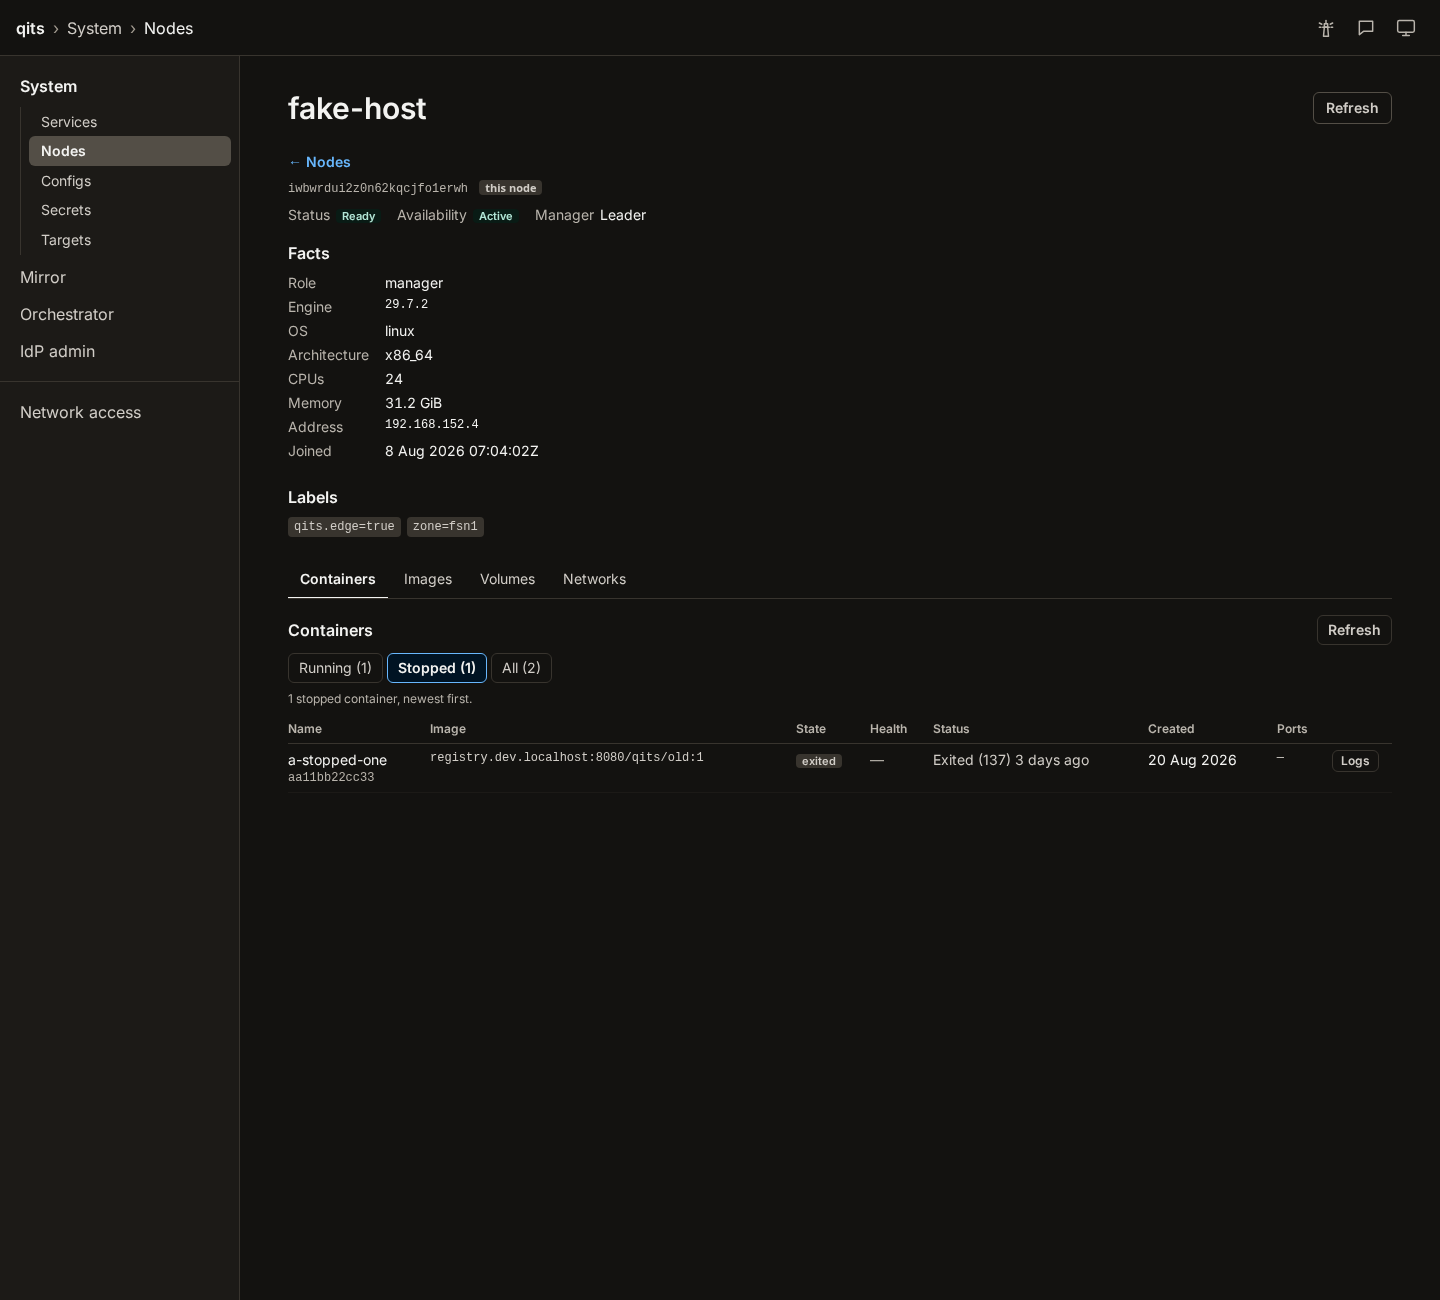 qits › System › Nodes
System
Services
Nodes
Configs
Secrets
Targets
Mirror
Orchestrator
IdP admin
Network access
fake-host
Refresh
← Nodes
iwbwrdui2z0n62kqcjfo1erwh this node
Status Ready Availability Active Manager Leader
Facts
Role manager
Engine 29.7.2
OS linux
Architecture x86_64
CPUs 24
Memory 31.2 GiB
Address 192.168.152.4
Joined 8 Aug 2026 07:04:02Z
Labels
qits.edge=true zone=fsn1
Containers Images Volumes Networks
Containers Refresh
Running (1) Stopped (1) All (2)
1 stopped container, newest first.
Name Image State Health Status Created Ports
a-stopped-one registry.dev.localhost:8080/qits/old:1 exited — Exited (137) 3 days ago 20 Aug 2026 – Logs
aa11bb22cc33